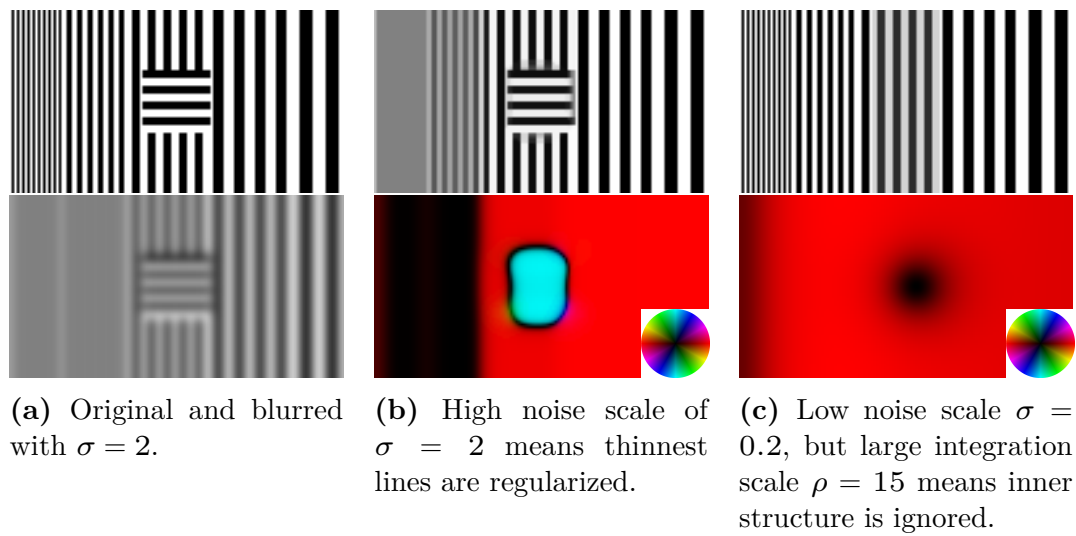 (a) Original and blurred
with σ = 2.
(b) High noise scale of
σ = 2 means thinnest
lines are regularized.
(c) Low noise scale σ =
0.2, but large integration
scale ρ = 15 means inner
structure is ignored.